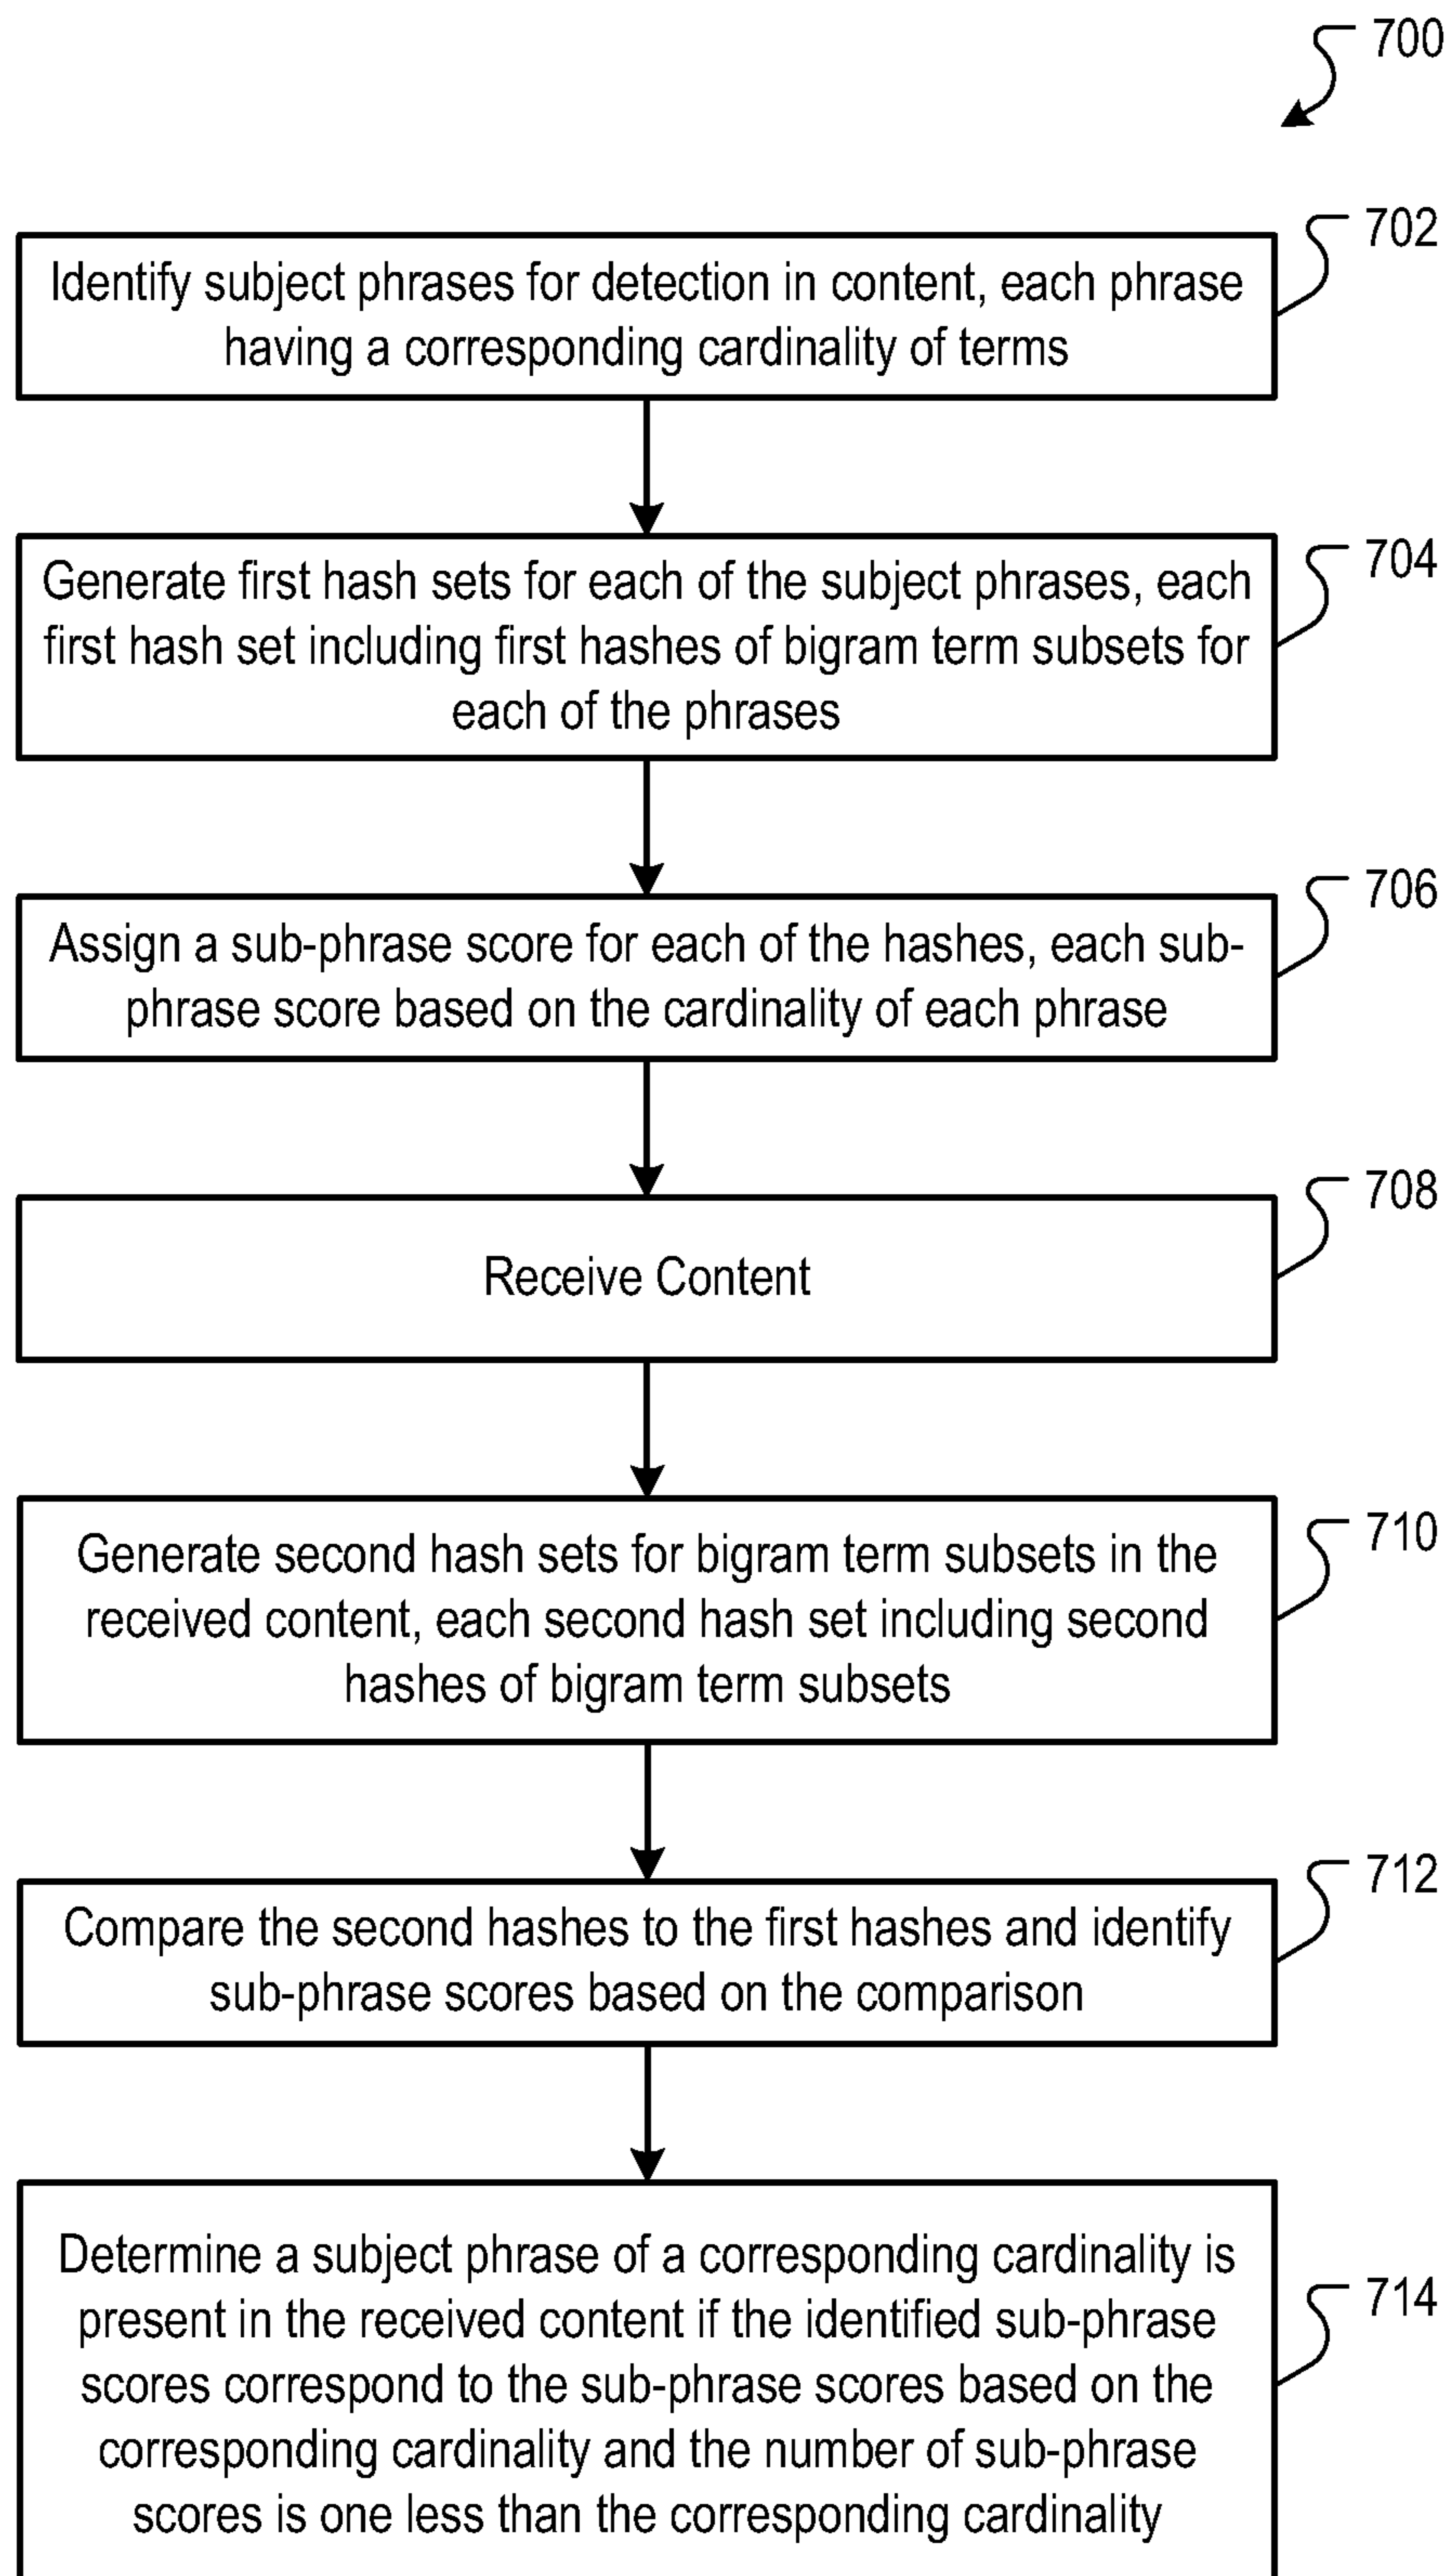 700
702
Identify subject phrases for detection in content, each phrase
having a corresponding cardinality of terms
704
Generate first hash sets for each of the subject phrases, each
first hash set including first hashes of bigram term subsets for
each of the phrases
706
Assign a sub-phrase score for each of the hashes, each sub-
phrase score based on the cardinality of each phrase
708
Receive Content
710
Generate second hash sets for bigram term subsets in the
received content, each second hash set including second
hashes of bigram term subsets
712
Compare the second hashes to the first hashes and identify
sub-phrase scores based on the comparison
714
Determine a subject phrase of a corresponding cardinality is
present in the received content if the identified sub-phrase
scores correspond to the sub-phrase scores based on the
corresponding cardinality and the number of sub-phrase
scores is one less than the corresponding cardinality